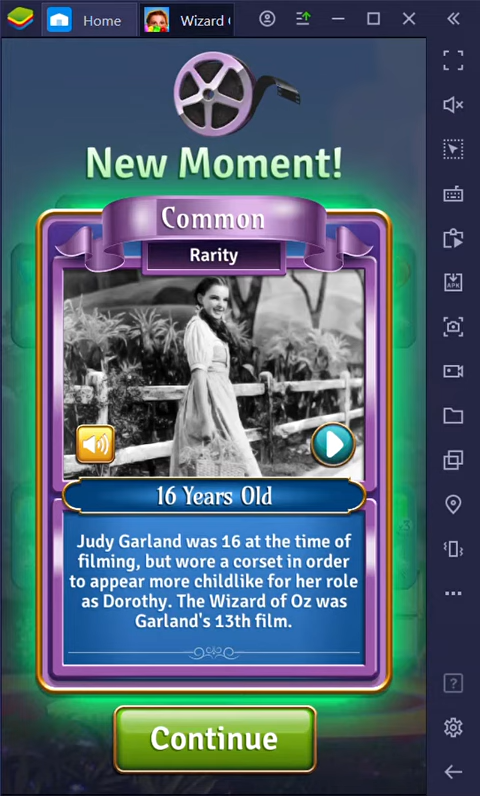 Home
Wizard
New Moment!
Common
Rarity
16 Years Old
Judy Garland was 16 at the time of
filming, but wore a corset in order
to appear more childlike for her role
as Dorothy. The Wizard of Oz was
Garland's 13th film.
Continue
APK
?